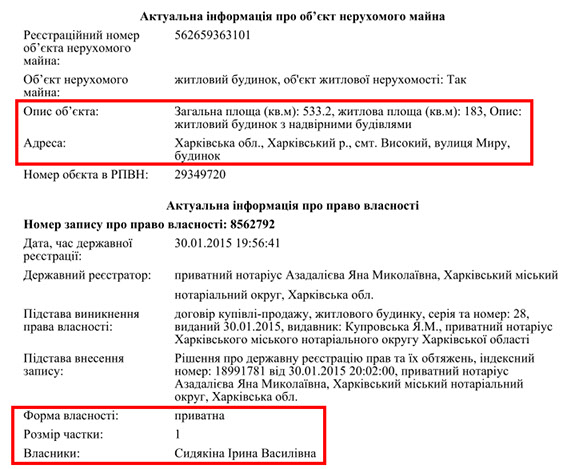 Актуальна інформація про об’єкт нерухомого майна
Реєстраційний номер 562659363101
об’єкта нерухомого
майна:
Об’єкт нерухомого житловий будинок, об'єкт житлової нерухомості: Так
майна:
Опис об’єкта: Загальна площа (кв.м): 533.2, житлова площа (кв.м): 183, Опис:
житловий будинок з надвірними будівлями
Адреса: Харківська обл., Харківський р., смт. Високий, вулиця Миру,
будинок
Номер обєкта в РПВН: 29349720
Актуальна інформація про право власності
Номер запису про право власності: 8562792
Дата, час державної 30.01.2015 19:56:41
реєстрації:
Державний реєстратор: приватний нотаріус Азадалієва Яна Миколаївна, Харківський міський
нотаріальний округ, Харківська обл.
Підстава виникнення договір купівлі-продажу, житлового будинку, серія та номер: 28,
права власності: виданий 30.01.2015, видавник: Купровська Я.М., приватний нотаріус
Харківського міського нотаріального округу Харківської області
Підстава внесення Рішення про державну реєстрацію прав та їх обтяжень, індексний
запису: номер: 18991781 від 30.01.2015 20:02:00, приватний нотаріус
Азадалієва Яна Миколаївна, Харківський міський нотаріальний
округ, Харківська обл.
Форма власності: приватна
Розмір частки: 1
Власники: Сидякіна Ірина Василівна